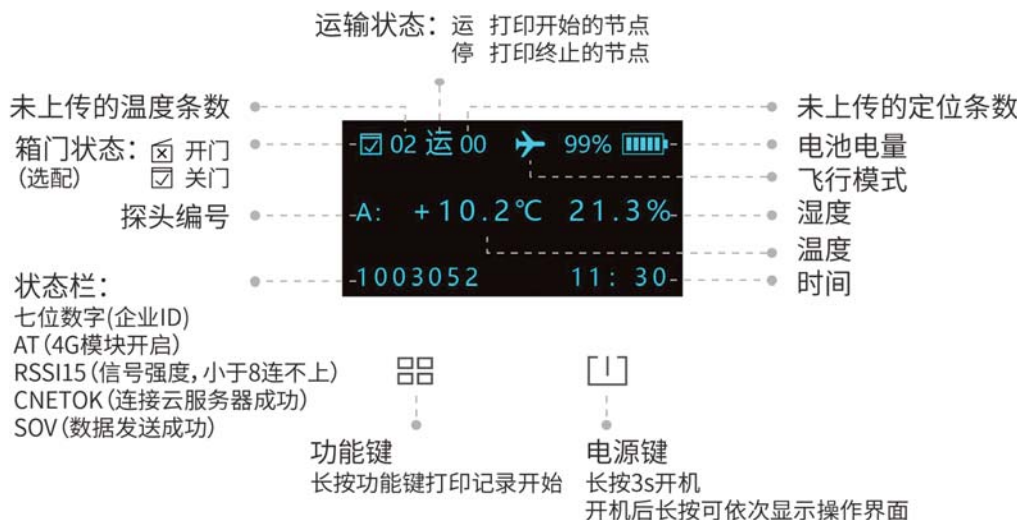 运输状态：运 打印开始的节点
停 打印终止的节点
未上传的温度条数
未上传的定位条数
箱门状态： 开门
(选配) 关门
电池电量
飞行模式
探头编号
湿度
温度
时间
02 运 00 99%
A: +10.2℃ 21.3%
1003052 11: 30
状态栏：
七位数字(企业ID)
AT(4G模块开启)
RSSI15(信号强度，小于8连不上)
CNETOK(连接云服务器成功)
SOV(数据发送成功)
功能键
长按功能键打印记录开始
电源键
长按3s开机
开机后长按可依次显示操作界面